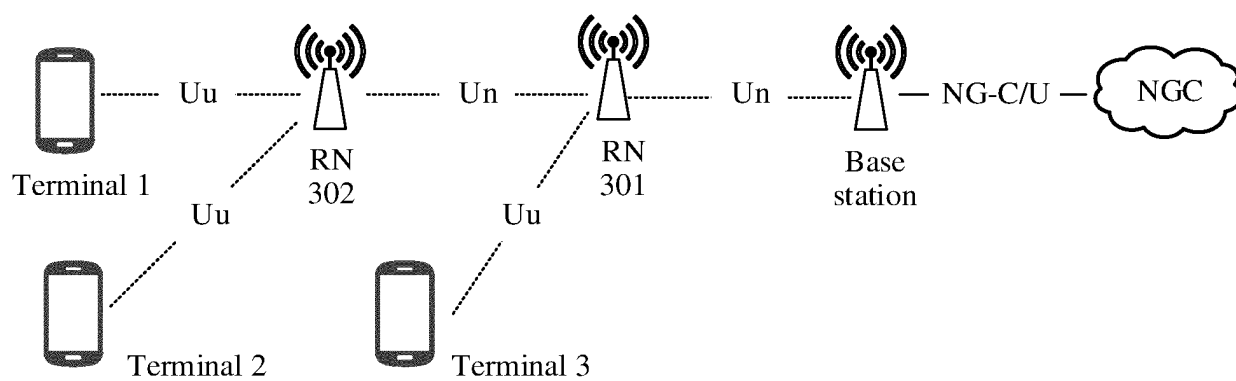 Uu
Un
Un
NG-C/U
NGC
Terminal 1
RN
302
RN
301
Base
station
Uu
Uu
Terminal 2
Terminal 3